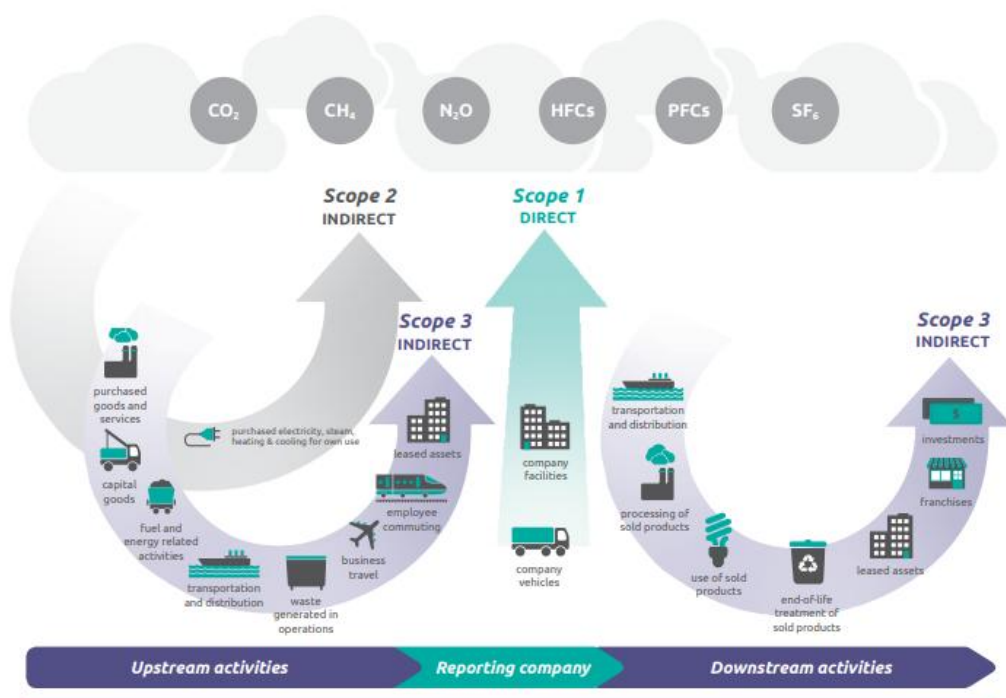 CO₂
CH₄
N₂O
HFCs
PFCs
SF₆
Scope 2
INDIRECT
Scope 1
DIRECT
Scope 3
INDIRECT
Scope 3
INDIRECT
purchased
goods and
services
capital
goods
fuel and
energy related
activities
transportation
and distribution
waste
generated in
operations
business
travel
employee
commuting
leased assets
purchased electricity, steam,
heating & cooling for own use
company
facilities
company
vehicles
transportation
and distribution
processing of
sold products
use of sold
products
end-of-life
treatment of
sold products
leased assets
franchises
$
investments
Upstream activities
Reporting company
Downstream activities